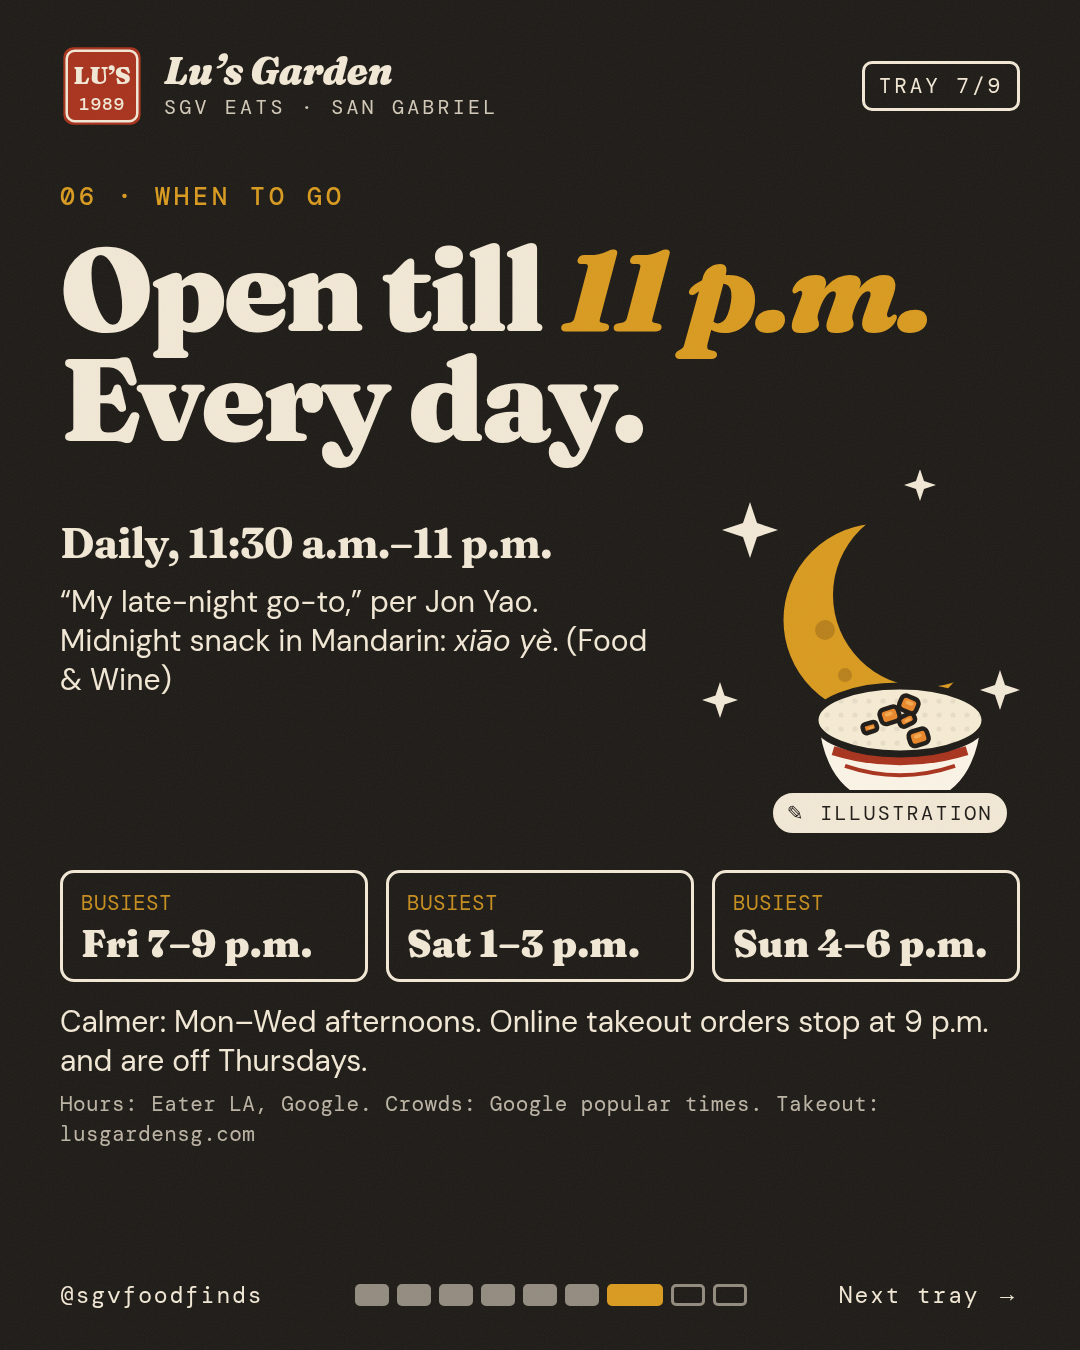 LU’S
1989
Lu’s Garden
SGV EATS · SAN GABRIEL
TRAY 7/9
06 · WHEN TO GO
Open till 11 p.m.
Every day.
Daily, 11:30 a.m.–11 p.m.
“My late-night go-to,” per Jon Yao.
Midnight snack in Mandarin: xiāo yè. (Food
& Wine)
✎ ILLUSTRATION
BUSIEST
Fri 7–9 p.m.
BUSIEST
Sat 1–3 p.m.
BUSIEST
Sun 4–6 p.m.
Calmer: Mon–Wed afternoons. Online takeout orders stop at 9 p.m.
and are off Thursdays.
Hours: Eater LA, Google. Crowds: Google popular times. Takeout:
lusgardensg.com
@sgvfoodfinds
Next tray →